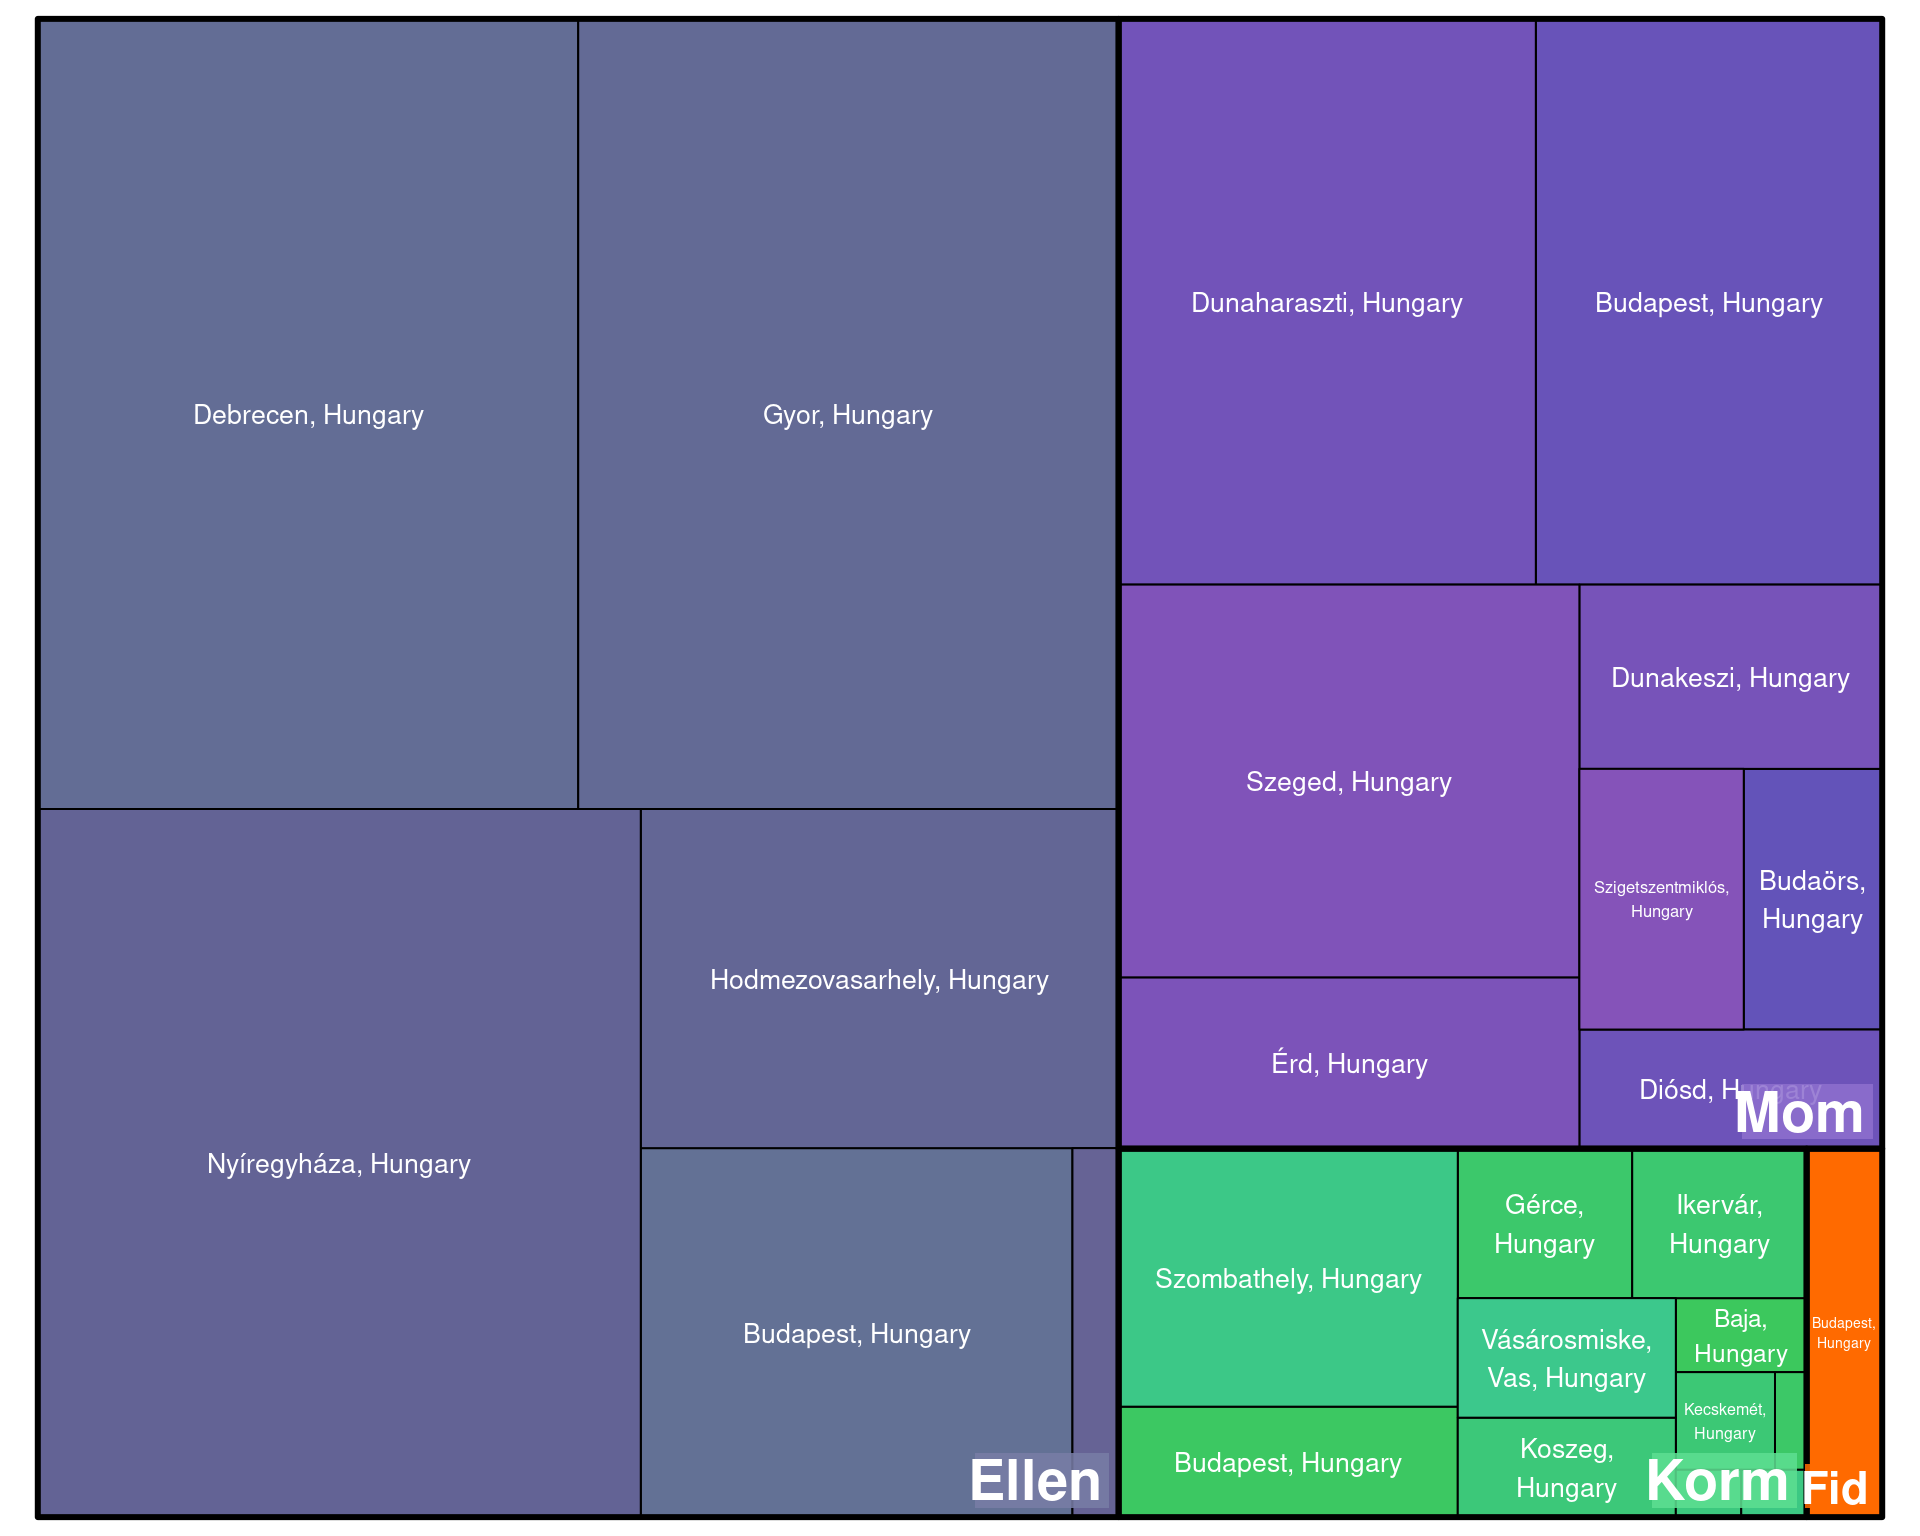 Debrecen, Hungary
Gyor, Hungary
Nyíregyháza, Hungary
Hodmezovasarhely, Hungary
Budapest, Hungary
Ellen
Dunaharaszti, Hungary
Budapest, Hungary
Szeged, Hungary
Dunakeszi, Hungary
Szigetszentmiklós,
Hungary
Budaörs,
Hungary
Érd, Hungary
Diósd, Hungary
Mom
Szombathely, Hungary
Gérce,
Hungary
Ikervár,
Hungary
Vásárosmiske,
Vas, Hungary
Baja,
Hungary
Kecskemét,
Hungary
Budapest, Hungary
Koszeg,
Hungary
Korm
Budapest,
Hungary
Fid